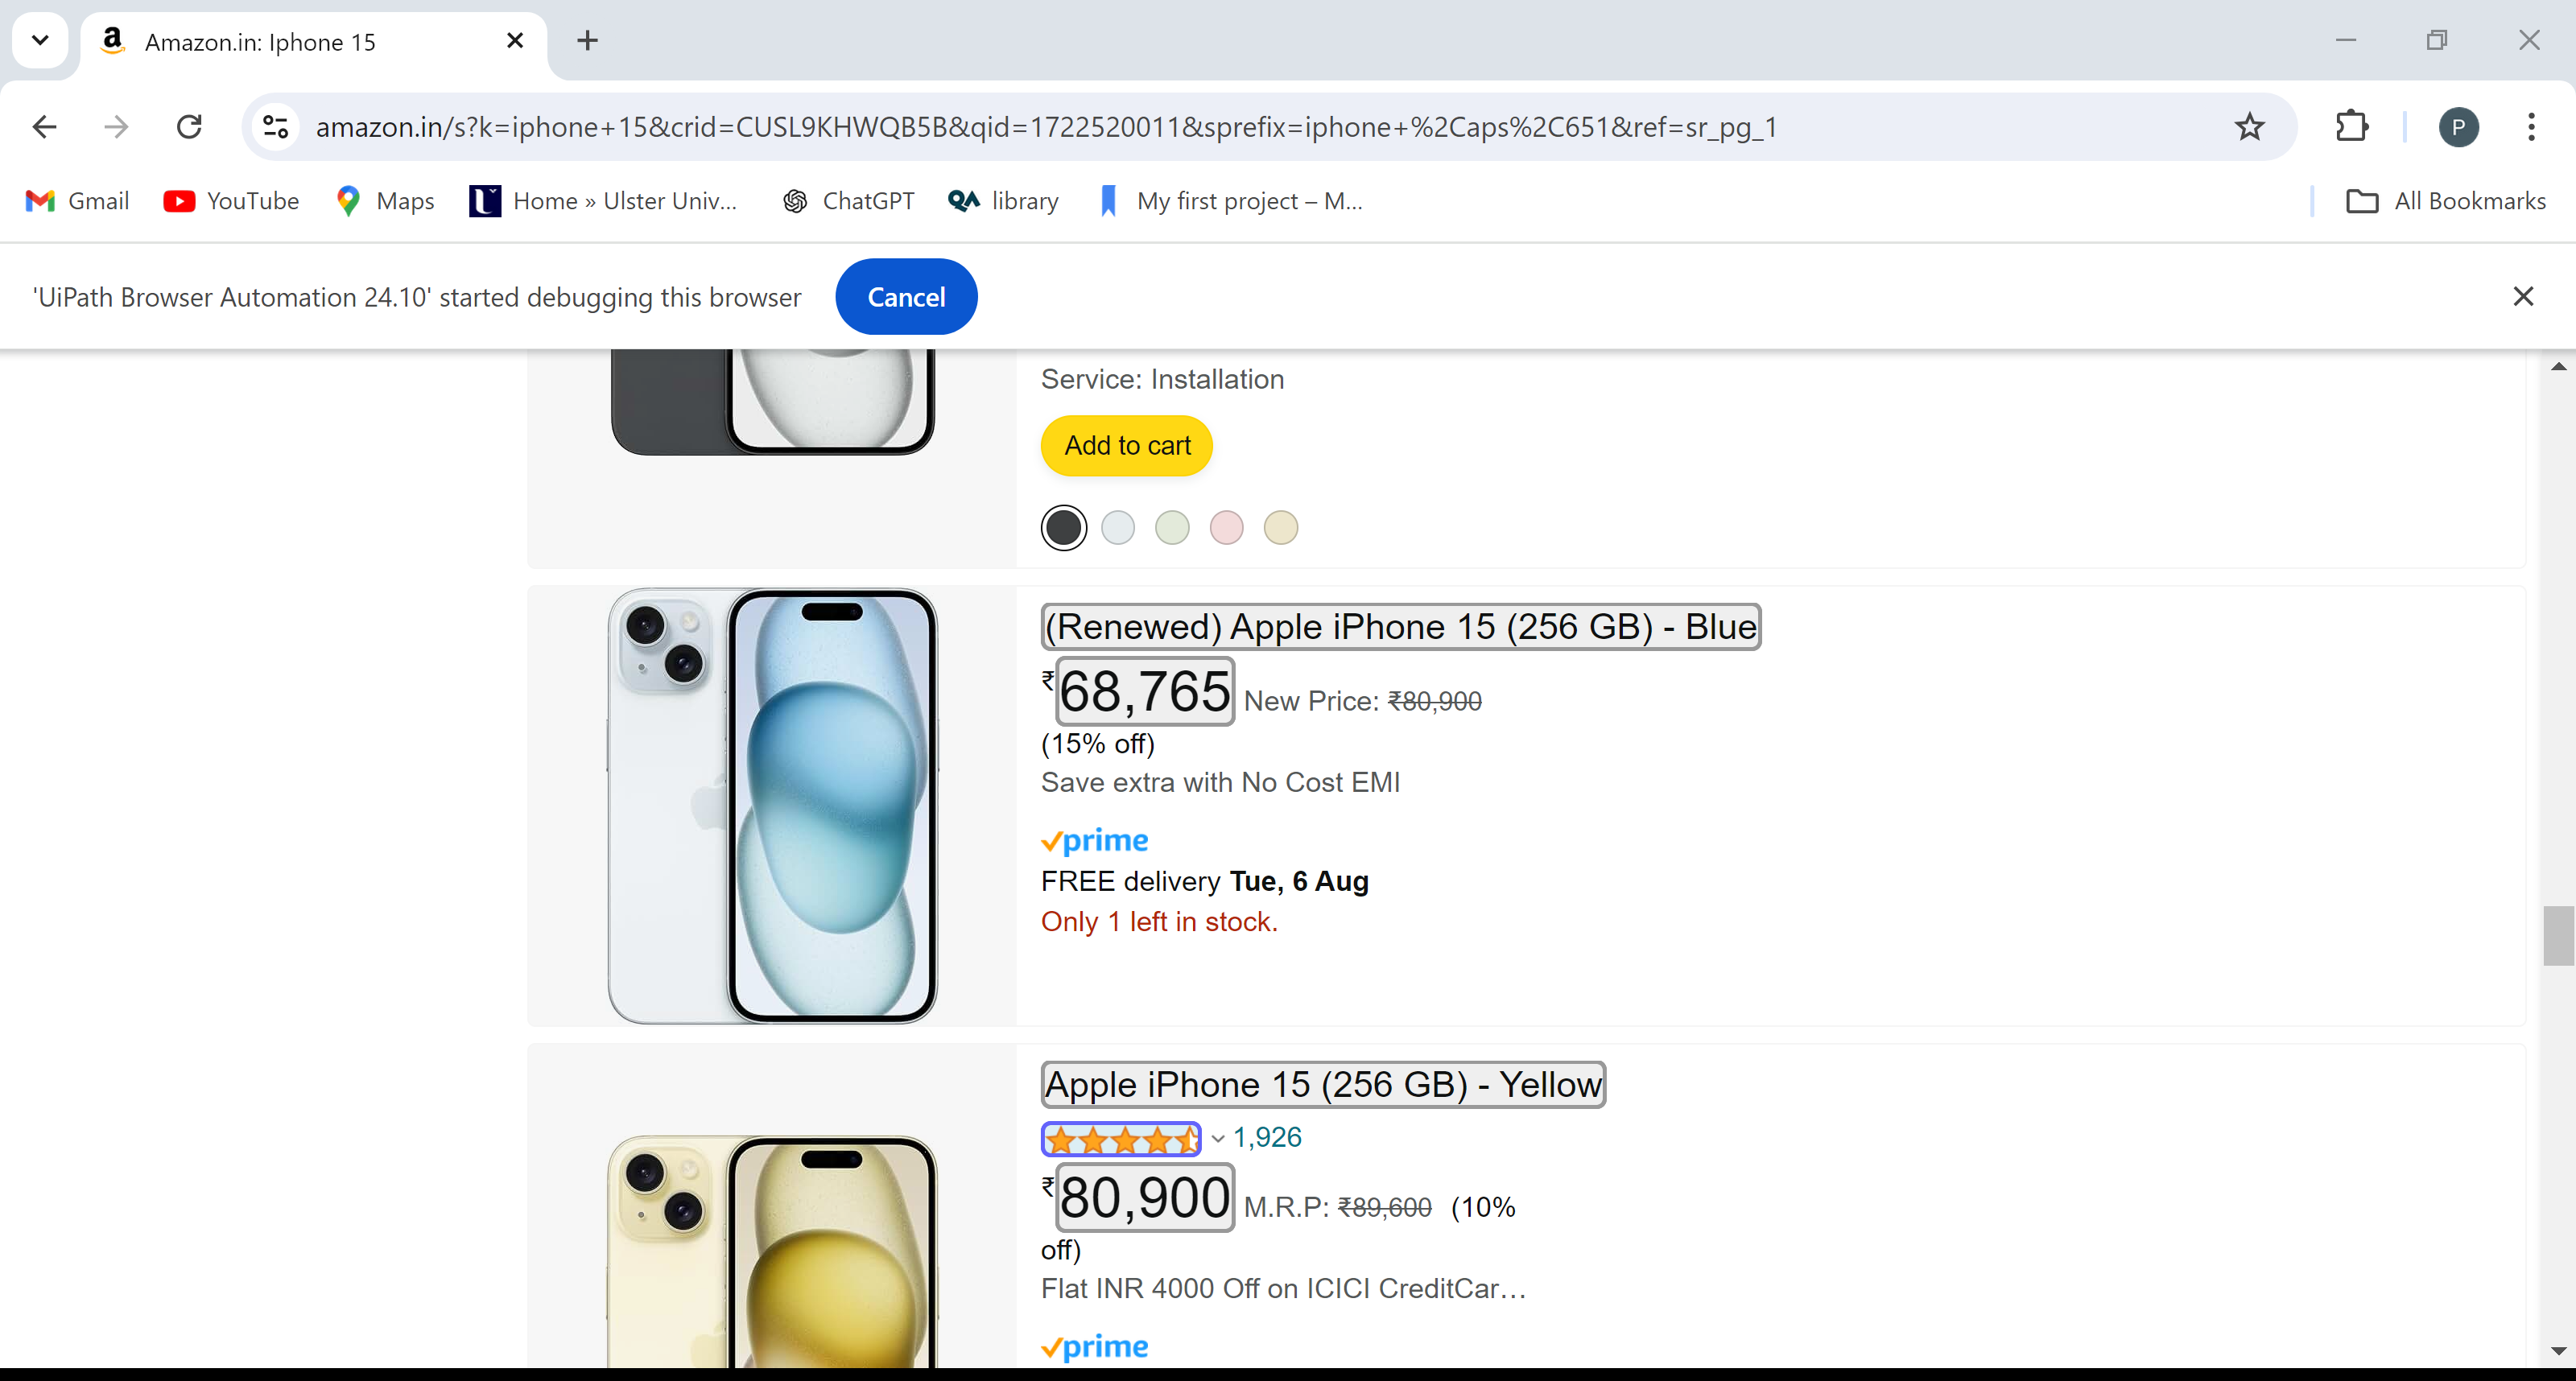 Amazon.in: Iphone 15
amazon.in/s?k=iphone+15&crid=CUSL9KHWQB5B&qid=1722520011&sprefix=iphone+%2Caps%2C651&ref=sr_pg_1
P
Gmail YouTube Maps Home » Ulster Univ... ChatGPT QA library My first project – M... All Bookmarks
'UiPath Browser Automation 24.10' started debugging this browser Cancel
Service: Installation
Add to cart
(Renewed) Apple iPhone 15 (256 GB) - Blue
₹68,765 New Price: ₹80,900
(15% off)
Save extra with No Cost EMI
prime
FREE delivery Tue, 6 Aug
Only 1 left in stock.
Apple iPhone 15 (256 GB) - Yellow
1,926
₹80,900 M.R.P: ₹89,600 (10%
off)
Flat INR 4000 Off on ICICI CreditCar…
prime